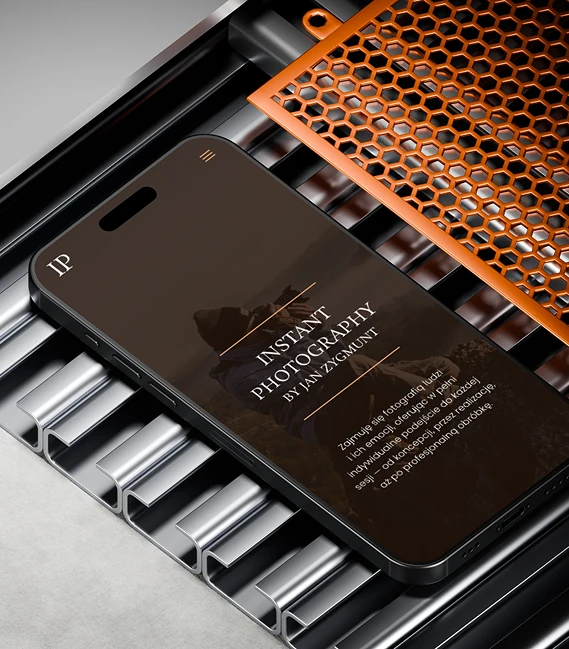 IP
INSTANT
PHOTOGRAPHY
BY JAN ZYGMUNT
Zajmuję się fotografią ludzi
i ich emocji, oferując w pełni
indywidualne podejście do każdej
sesji — od koncepcji, przez realizację,
aż po profesjonalną obróbkę.